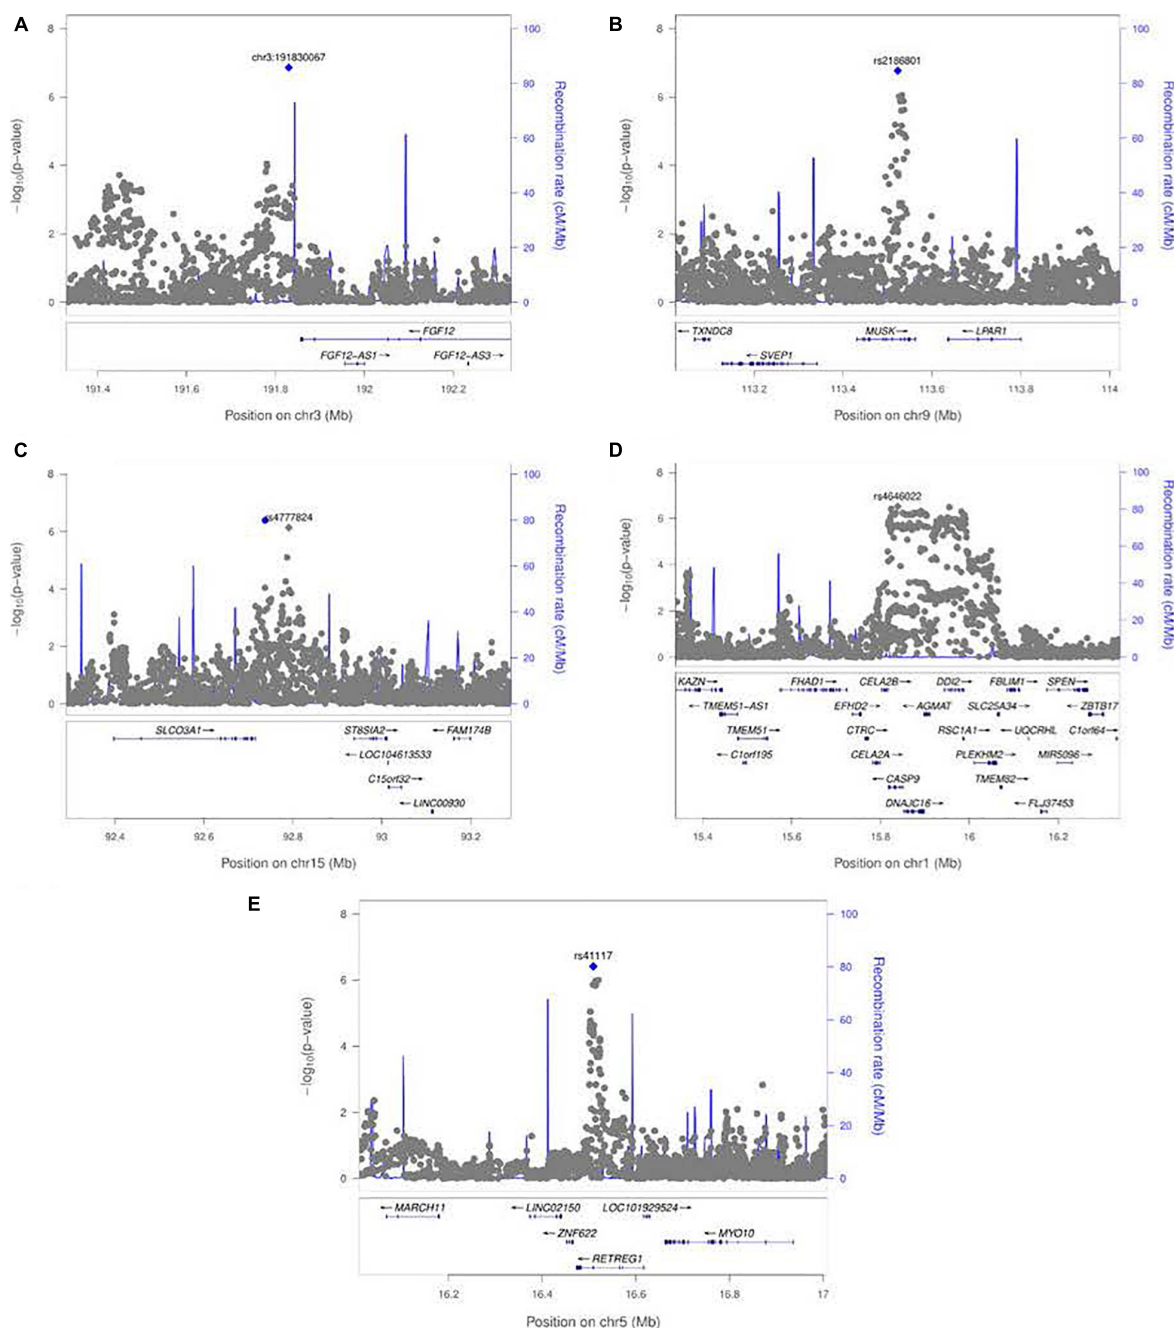 A
chr3:191830067
−log10(p−value)
8
6
4
2
0
100
80
60
40
20
0
Recombination rate (cM/Mb)
←FGF12
FGF12−AS1→
FGF12−AS3→
191.4 191.6 191.8 192 192.2
Position on chr3 (Mb)
B
rs2186801
−log10(p−value)
8
6
4
2
0
100
80
60
40
20
0
Recombination rate (cM/Mb)
←TXNDC8
MUSK→
←LPAR1
←SVEP1
113.2 113.4 113.6 113.8 114
Position on chr9 (Mb)
C
rs4777824
−log10(p−value)
8
6
4
2
0
100
80
60
40
20
0
Recombination rate (cM/Mb)
SLCO3A1→
ST8SIA2→
←FAM174B
←LOC104613533
C15orf32→
←LINC00930
92.4 92.6 92.8 93 93.2
Position on chr15 (Mb)
D
rs4646022
−log10(p−value)
8
6
4
2
0
100
80
60
40
20
0
Recombination rate (cM/Mb)
KAZN→
FHAD1→
CELA2B→
DDI2→
FBLIM1→
SPEN→
←TMEM51−AS1
EFHD2→
←AGMAT
SLC25A34→
←ZBTB17
TMEM51→
CTRC→
RSC1A1→
←UQCRHL
C1orf64→
←C1orf195
CELA2A→
PLEKHM2→
MIR5096→
←CASP9
TMEM82→
DNAJC16→
←FLJ37453
15.4 15.6 15.8 16 16.2
Position on chr1 (Mb)
E
rs41117
−log10(p−value)
8
6
4
2
0
100
80
60
40
20
0
Recombination rate (cM/Mb)
←MARCH11
←LINC02150
LOC101929524→
←ZNF622
←MYO10
←RETREG1
16.2 16.4 16.6 16.8 17
Position on chr5 (Mb)